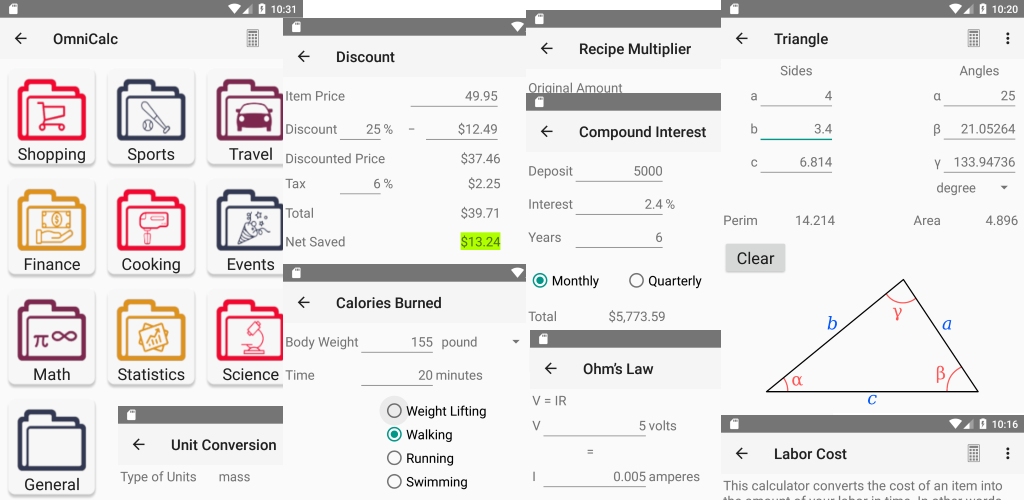 10:31
OmniCalc
Shopping
Sports
Travel
Finance
Cooking
Events
Math
Statistics
Science
General
Unit Conversion
Type of Units mass
Discount
Item Price 49.95
Discount 25 % - $12.49
Discounted Price $37.46
Tax 6 % $2.25
Total $39.71
Net Saved $13.24
Calories Burned
Body Weight 155 pound
Time 20 minutes
Weight Lifting
Walking
Running
Swimming
Recipe Multiplier
Original Amount
Compound Interest
Deposit 5000
Interest 2.4 %
Years 6
Monthly Quarterly
Total $5,773.59
Ohm's Law
V = IR
V 5 volts
=
I 0.005 amperes
10:20
Triangle
Sides Angles
a 4 α 25
b 3.4 β 21.05264
c 6.814 γ 133.94736
degree
Perim 14.214 Area 4.896
Clear
γ
b a
α β
c
10:16
Labor Cost
This calculator converts the cost of an item into
the amount of your labor in time. In other words